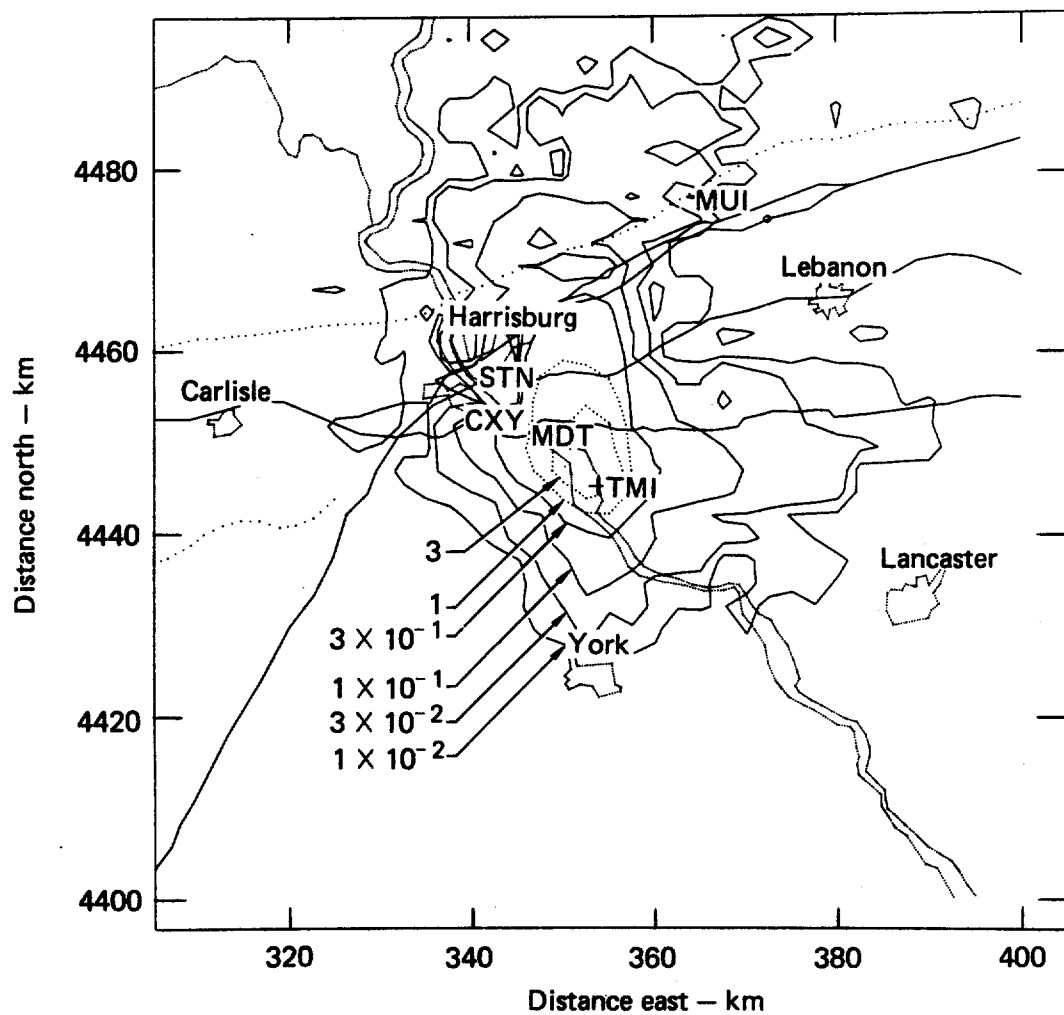 4480
4460
4440
4420
4400
Distance north – km
MUI
Lebanon
Harrisburg
STN
Carlisle
CXY
MDT
+TMI
Lancaster
York
3
1
3 × 10⁻¹
1 × 10⁻¹
3 × 10⁻²
1 × 10⁻²
320 340 360 380 400
Distance east – km